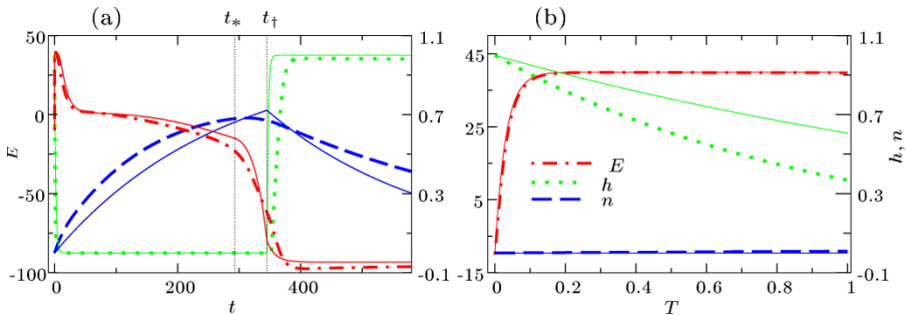 (a) t* t† (b)
50 1.1 45 1.1
0 0.7 25 0.7
E h, n
-50 0.3 5 0.3
E
h
n
-100 -0.1 -15 -0.1
0 200 400 0 0.2 0.4 0.6 0.8 1
t T